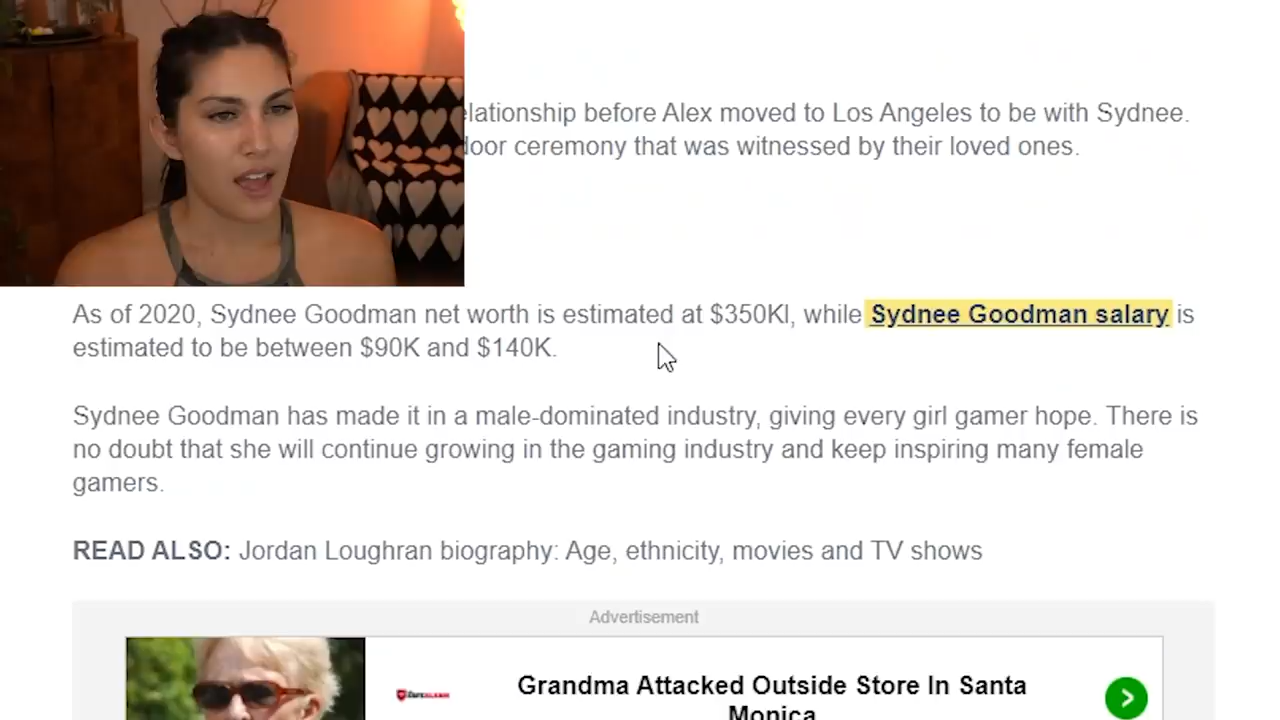 elationship before Alex moved to Los Angeles to be with Sydnee.
door ceremony that was witnessed by their loved ones.
As of 2020, Sydnee Goodman net worth is estimated at $350Kl, while Sydnee Goodman salary is
estimated to be between $90K and $140K.
Sydnee Goodman has made it in a male-dominated industry, giving every girl gamer hope. There is
no doubt that she will continue growing in the gaming industry and keep inspiring many female
gamers.
READ ALSO: Jordan Loughran biography: Age, ethnicity, movies and TV shows
Advertisement
Grandma Attacked Outside Store In Santa
Monica